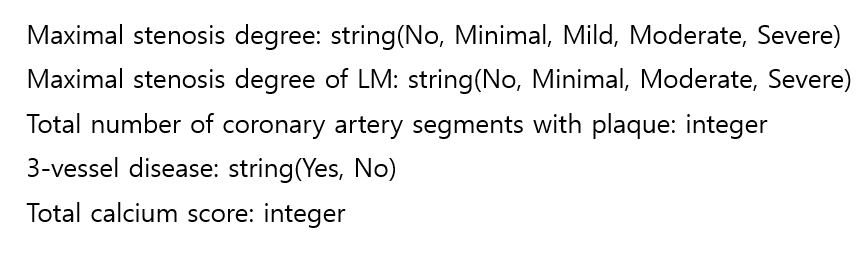 Maximal stenosis degree: string(No, Minimal, Mild, Moderate, Severe)
Maximal stenosis degree of LM: string(No, Minimal, Moderate, Severe)
Total number of coronary artery segments with plaque: integer
3-vessel disease: string(Yes, No)
Total calcium score: integer